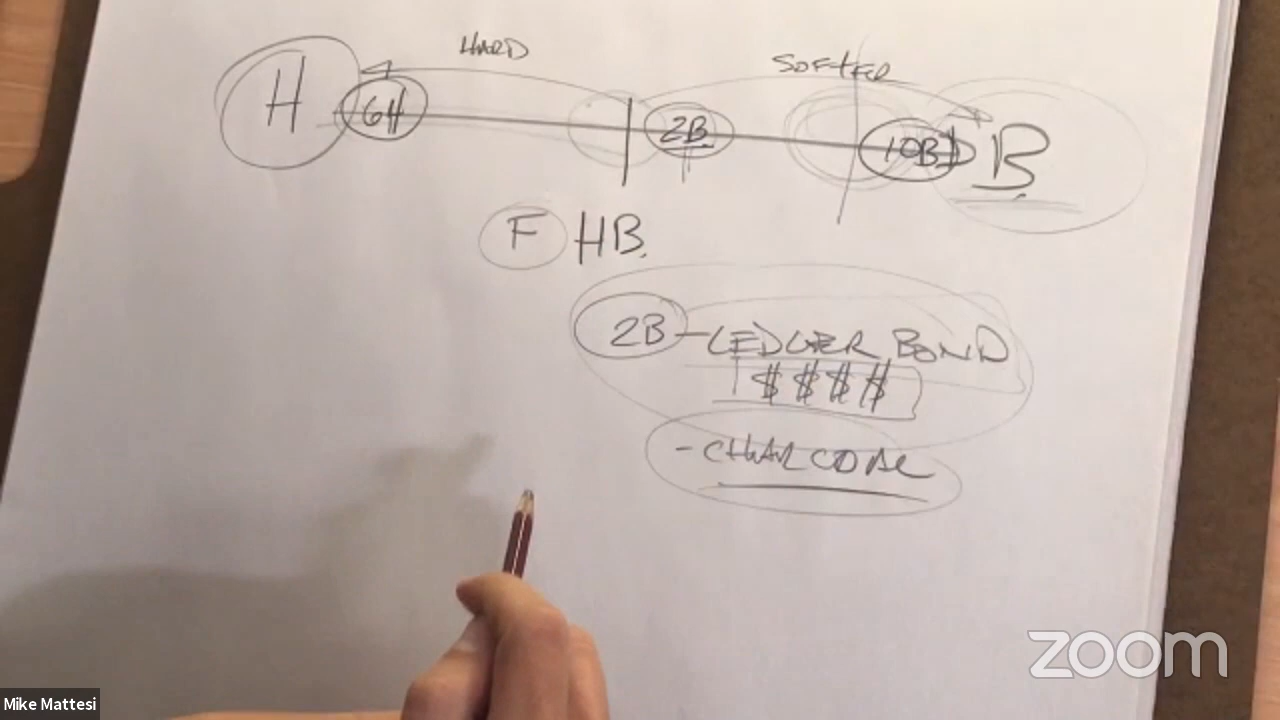 HARD
SOFTER
H
6H
2B
10B
B
F HB.
2B - LEDGER BOND
$ $ $ $
- CHARCOAL
zoom
Mike Mattesi